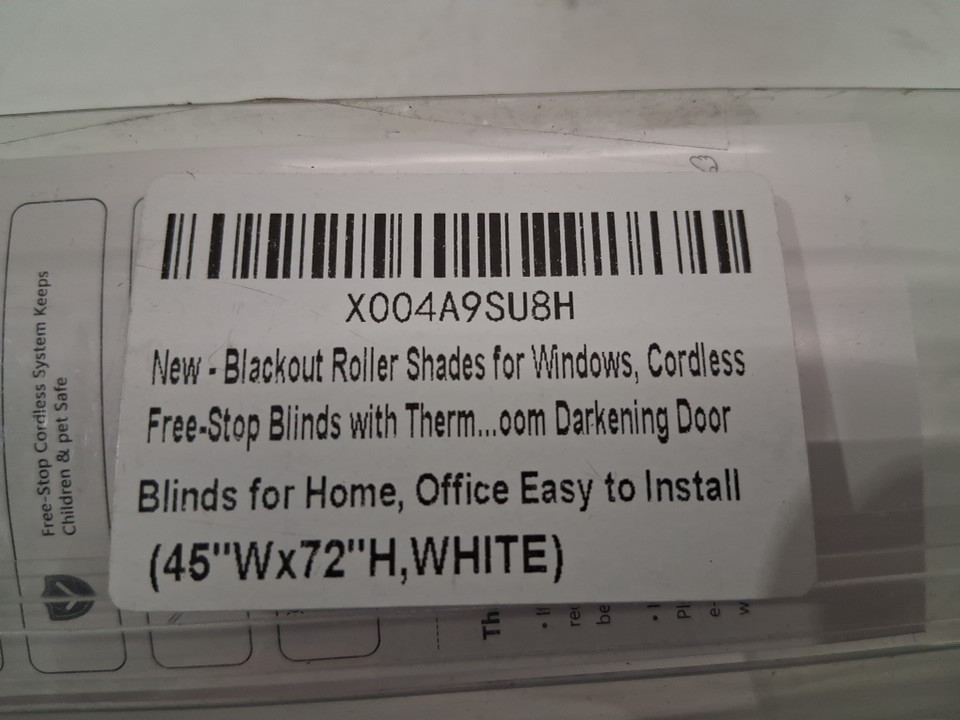 X004A9SU8H
New - Blackout Roller Shades for Windows, Cordless
Free-Stop Blinds with Therm...oom Darkening Door
Blinds for Home, Office Easy to Install
(45"Wx72"H,WHITE)
Free-Stop Cordless System Keeps
Children & pet Safe